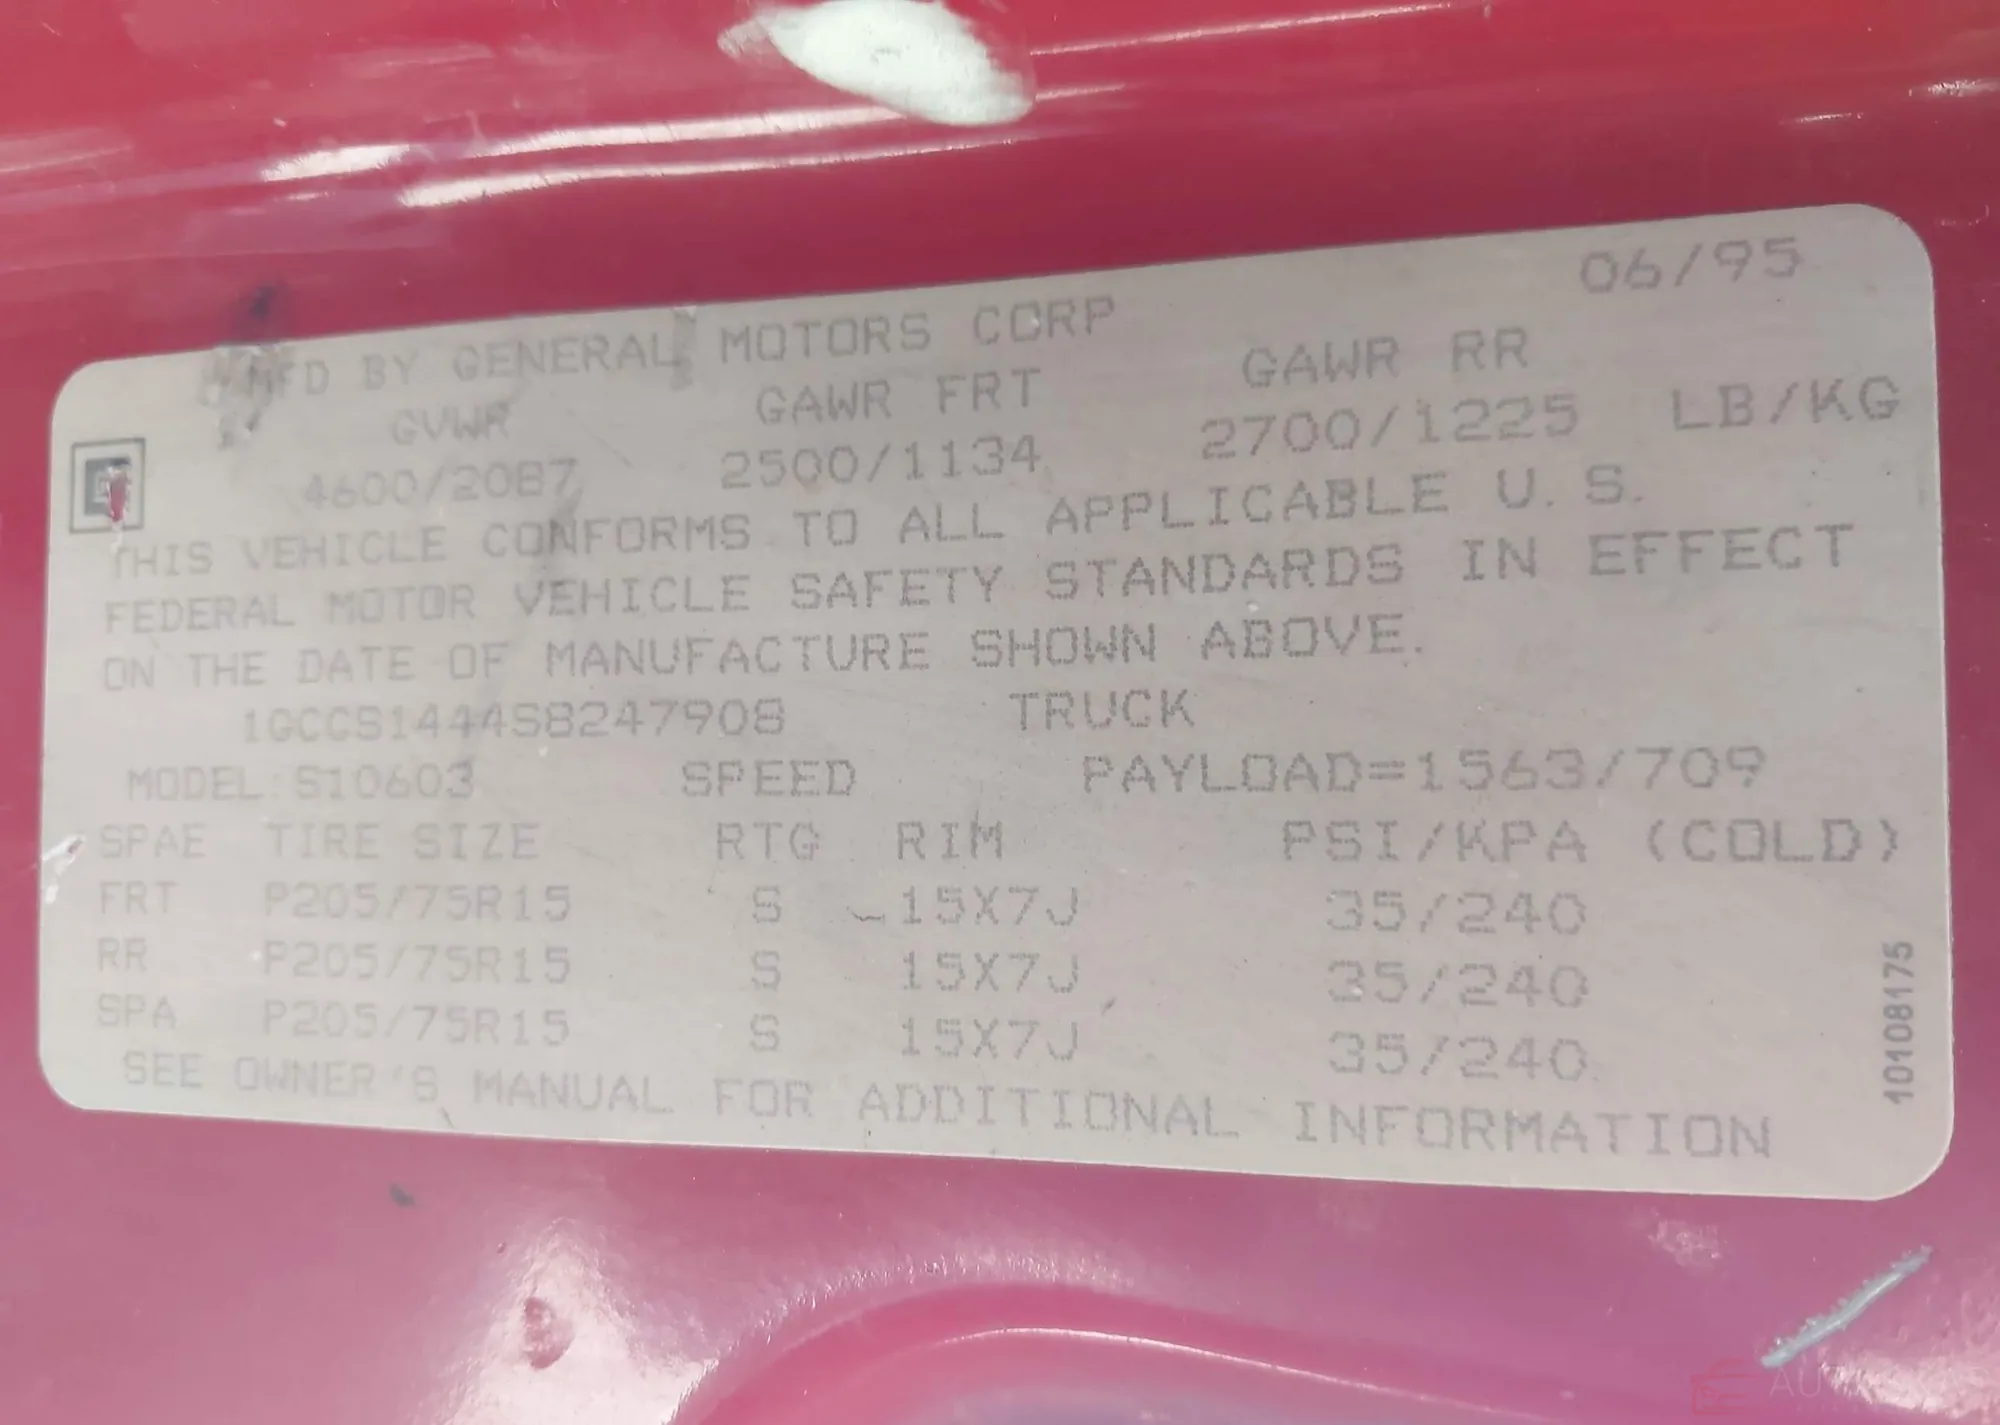 06/95
MFD BY GENERAL MOTORS CORP
GVWR GAWR FRT GAWR RR
4600/2087 2500/1134 2700/1225 LB/KG
THIS VEHICLE CONFORMS TO ALL APPLICABLE U.S.
FEDERAL MOTOR VEHICLE SAFETY STANDARDS IN EFFECT
ON THE DATE OF MANUFACTURE SHOWN ABOVE.
1GCCS1444S8247908 TRUCK
MODEL:S10603 SPEED PAYLOAD=1563/709
SPAE TIRE SIZE RTG RIM PSI/KPA (COLD)
FRT P205/75R15 S 15X7J 35/240
RR P205/75R15 S 15X7J 35/240
SPA P205/75R15 S 15X7J 35/240
SEE OWNER'S MANUAL FOR ADDITIONAL INFORMATION
10108175